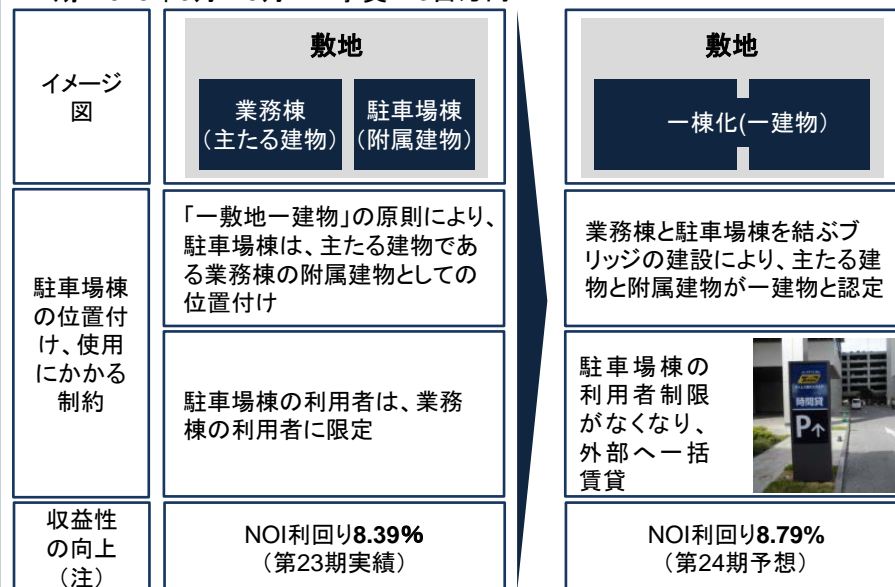 イメージ
図
敷地
業務棟
（主たる建物）
駐車場棟
（附属建物）
敷地
一棟化(一建物）
駐車場棟
の位置付
け、使用
にかかる
制約
「一敷地一建物」の原則により、
駐車場棟は、主たる建物であ
る業務棟の附属建物としての
位置付け
業務棟と駐車場棟を結ぶブ
リッジの建設により、主たる建
物と附属建物が一建物と認定
駐車場棟の利用者は、業務
棟の利用者に限定
駐車場棟の
利用者制限
がなくなり、
外部へ一括
賃貸
時間貸
P↑
収益性
の向上
（注）
NOI利回り8.39%
（第23期実績）
NOI利回り8.79%
（第24期予想）